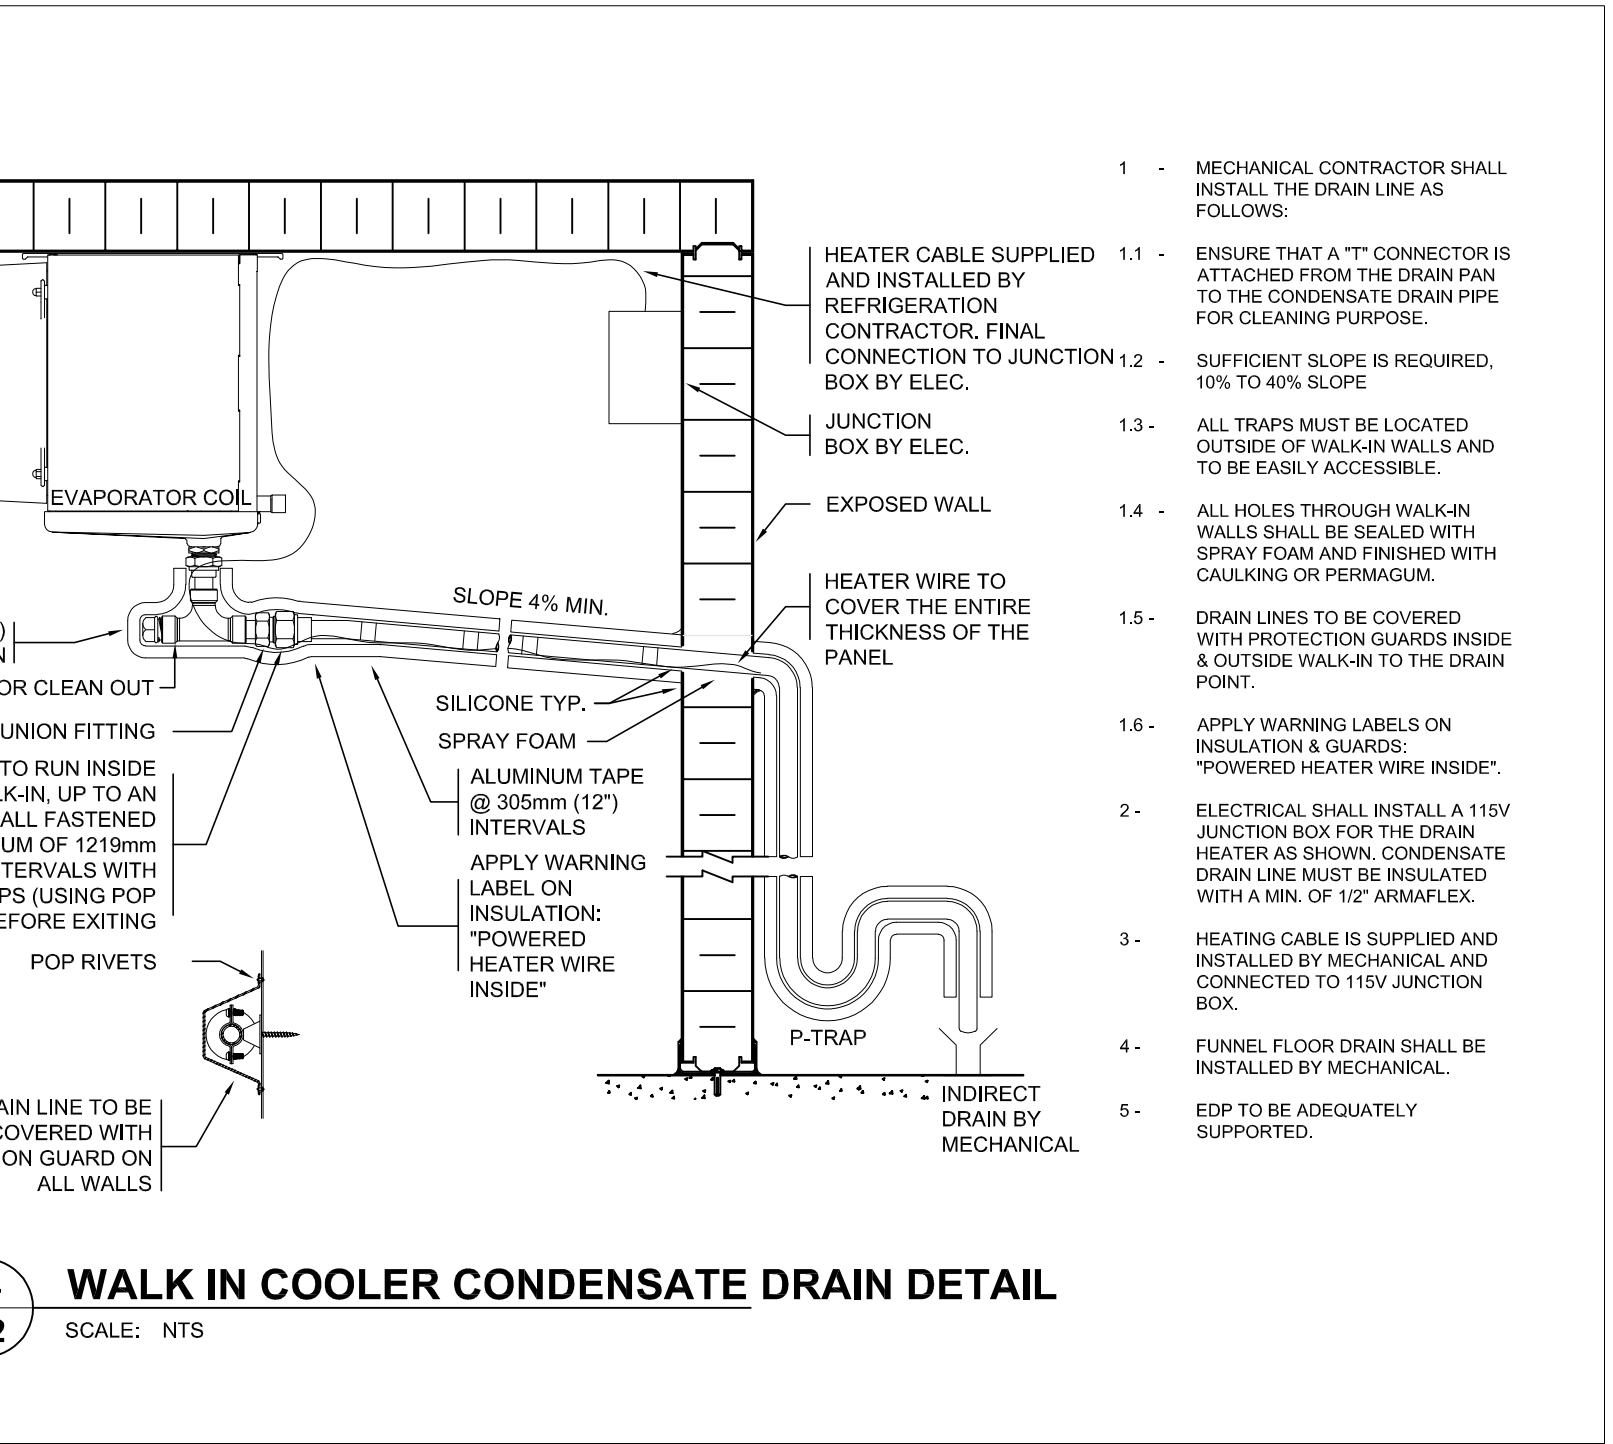 HEATER CABLE SUPPLIED
AND INSTALLED BY
REFRIGERATION
CONTRACTOR. FINAL
CONNECTION TO JUNCTION
BOX BY ELEC.
JUNCTION
BOX BY ELEC.
EXPOSED WALL
HEATER WIRE TO
COVER THE ENTIRE
THICKNESS OF THE
PANEL
EVAPORATOR COIL
SLOPE 4% MIN.
)
N
OR CLEAN OUT
UNION FITTING
TO RUN INSIDE
LK-IN, UP TO AN
ALL FASTENED
UM OF 1219mm
TERVALS WITH
PS (USING POP
EFORE EXITING
POP RIVETS
AIN LINE TO BE
COVERED WITH
ON GUARD ON
ALL WALLS
SILICONE TYP.
SPRAY FOAM
ALUMINUM TAPE
@ 305mm (12")
INTERVALS
APPLY WARNING
LABEL ON
INSULATION:
"POWERED
HEATER WIRE
INSIDE"
P-TRAP
INDIRECT
DRAIN BY
MECHANICAL
1 - MECHANICAL CONTRACTOR SHALL
INSTALL THE DRAIN LINE AS
FOLLOWS:
1.1 - ENSURE THAT A "T" CONNECTOR IS
ATTACHED FROM THE DRAIN PAN
TO THE CONDENSATE DRAIN PIPE
FOR CLEANING PURPOSE.
1.2 - SUFFICIENT SLOPE IS REQUIRED,
10% TO 40% SLOPE
1.3 - ALL TRAPS MUST BE LOCATED
OUTSIDE OF WALK-IN WALLS AND
TO BE EASILY ACCESSIBLE.
1.4 - ALL HOLES THROUGH WALK-IN
WALLS SHALL BE SEALED WITH
SPRAY FOAM AND FINISHED WITH
CAULKING OR PERMAGUM.
1.5 - DRAIN LINES TO BE COVERED
WITH PROTECTION GUARDS INSIDE
& OUTSIDE WALK-IN TO THE DRAIN
POINT.
1.6 - APPLY WARNING LABELS ON
INSULATION & GUARDS:
"POWERED HEATER WIRE INSIDE".
2 - ELECTRICAL SHALL INSTALL A 115V
JUNCTION BOX FOR THE DRAIN
HEATER AS SHOWN. CONDENSATE
DRAIN LINE MUST BE INSULATED
WITH A MIN. OF 1/2" ARMAFLEX.
3 - HEATING CABLE IS SUPPLIED AND
INSTALLED BY MECHANICAL AND
CONNECTED TO 115V JUNCTION
BOX.
4 - FUNNEL FLOOR DRAIN SHALL BE
INSTALLED BY MECHANICAL.
5 - EDP TO BE ADEQUATELY
SUPPORTED.
2
WALK IN COOLER CONDENSATE DRAIN DETAIL
SCALE: NTS